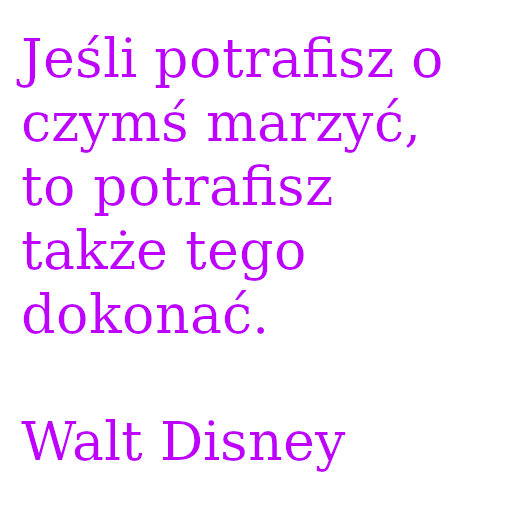 Jeśli potrafisz o
czymś marzyć,
to potrafisz
także tego
dokonać.

Walt Disney